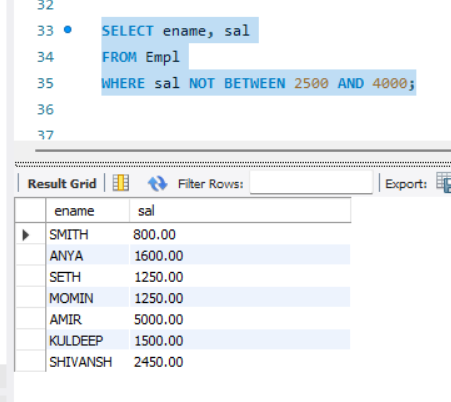 32
33 SELECT ename, sal
34 FROM Empl
35 WHERE sal NOT BETWEEN 2500 AND 4000;
36
37
Result Grid Filter Rows: Export:
ename sal
SMITH 800.00
ANYA 1600.00
SETH 1250.00
MOMIN 1250.00
AMIR 5000.00
KULDEEP 1500.00
SHIVANSH 2450.00